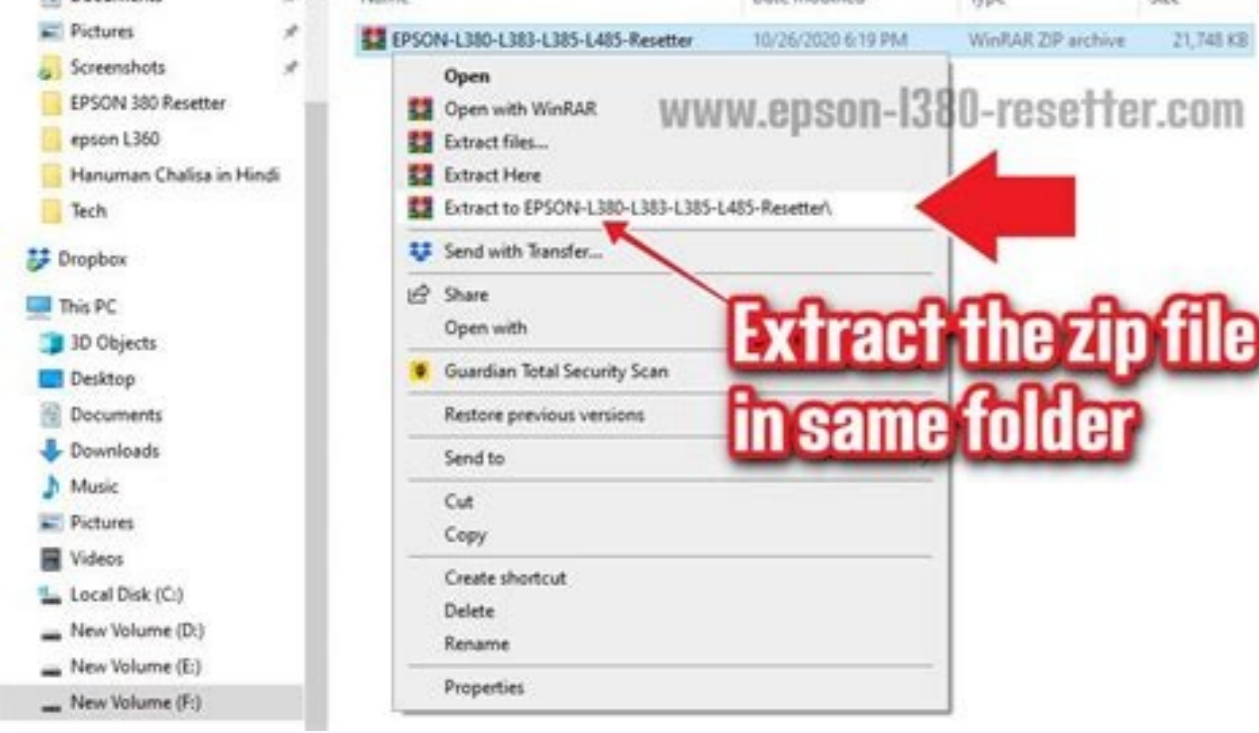 Pictures
Screenshots
EPSON 380 Resetter
epson L360
Hanuman Chalisa in Hindi
Tech
Dropbox
This PC
3D Objects
Desktop
Documents
Downloads
Music
Pictures
Videos
Local Disk (C:)
New Volume (D:)
New Volume (E:)
New Volume (F:)
EPSON-L380-L383-L385-L485-Resetter 10/26/2020 6:19 PM WinRAR ZIP archive 21,748 KB
Open
Open with WinRAR
Extract files...
Extract Here
Extract to EPSON-L380-L383-L385-L485-Resetter\
Send with Transfer...
Share
Open with
Guardian Total Security Scan
Restore previous versions
Send to
Cut
Copy
Create shortcut
Delete
Rename
Properties
www.epson-l380-resetter.com
Extract the zip file
in same folder